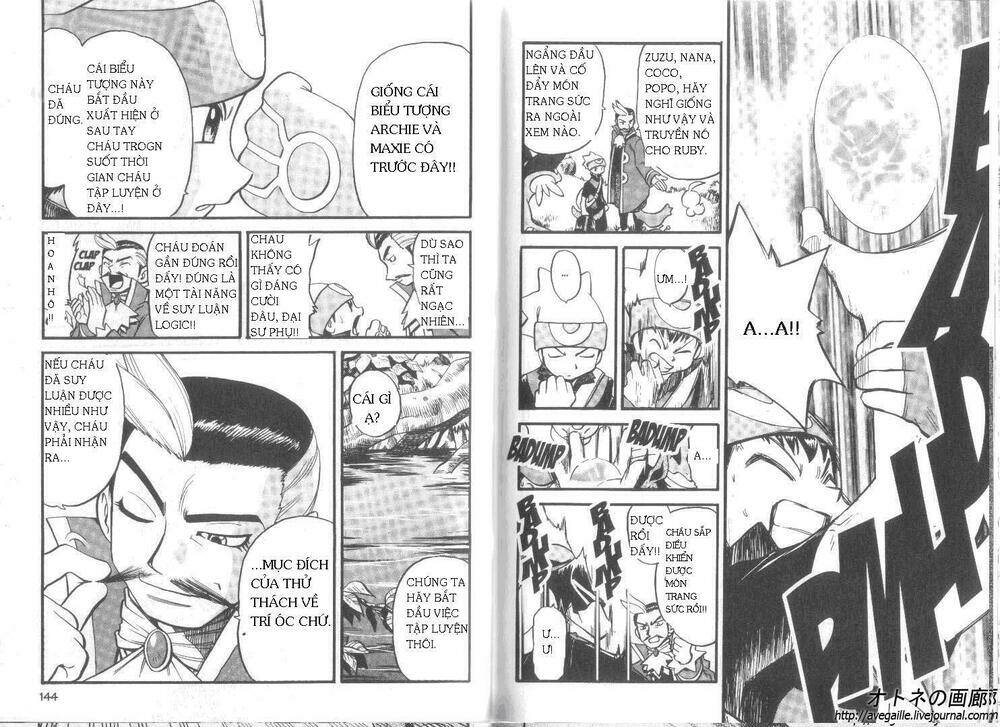 CHÁU
ĐÃ
ĐÚNG.
CÁI BIỂU
TƯỢNG NÀY
BẮT ĐẦU
XUẤT HIỆN Ở
SAU TAY
CHÁU TROGN
SUỐT THỜI
GIAN CHÁU
TẬP LUYỆN Ở
ĐÂY...!
GIỐNG CÁI
BIỂU TƯỢNG
ARCHIE VÀ
MAXIE CÓ
TRƯỚC ĐÂY!!
HOAN HÔ!!
CLAP
CLAP
CHÁU ĐOÁN
GẦN ĐÚNG RỒI
ĐẤY! ĐÚNG LÀ
MỘT TÀI NĂNG
VỀ SUY LUẬN
LOGIC!!
CHAU
KHÔNG
THẤY CÓ
GÌ ĐÁNG
CƯỜI
ĐÂU, ĐẠI
SƯ PHỤ!!
DÙ SAO
THÌ TA
CŨNG
RẤT
NGẠC
NHIÊN...
NẾU CHÁU
ĐÃ SUY
LUẬN ĐƯỢC
NHIỀU NHƯ
VẬY, CHÁU
PHẢI NHẬN
RA...
...MỤC ĐÍCH
CỦA THỬ
THÁCH VỀ
TRÍ ÓC CHỨ.
CÁI GÌ
Ạ?
CHÚNG TA
HÃY BẮT
ĐẦU VIỆC
TẬP LUYỆN
THÔI.
144
NGẨNG ĐẦU
LÊN VÀ CỐ
ĐẨY MÓN
TRANG SỨC
RA NGOÀI
XEM NÀO.
ZUZU, NANA,
COCO,
POPO, HÃY
NGHĨ GIỐNG
NHƯ VẬY VÀ
TRUYỀN NÓ
CHO RUBY.
...
ƯM...!
BADUMP
BADUMP
BADUMP
A...
BADUMP
BADUMP
Ư...
ĐƯỢC
RỒI
ĐẤY!!
CHÁU SẮP
ĐIỀU
KHIỂN
ĐƯỢC
MÓN
TRANG
SỨC RỒI!!
A...A!!
BADUMP
オトネの画廊
http://avegaille.livejournal.com